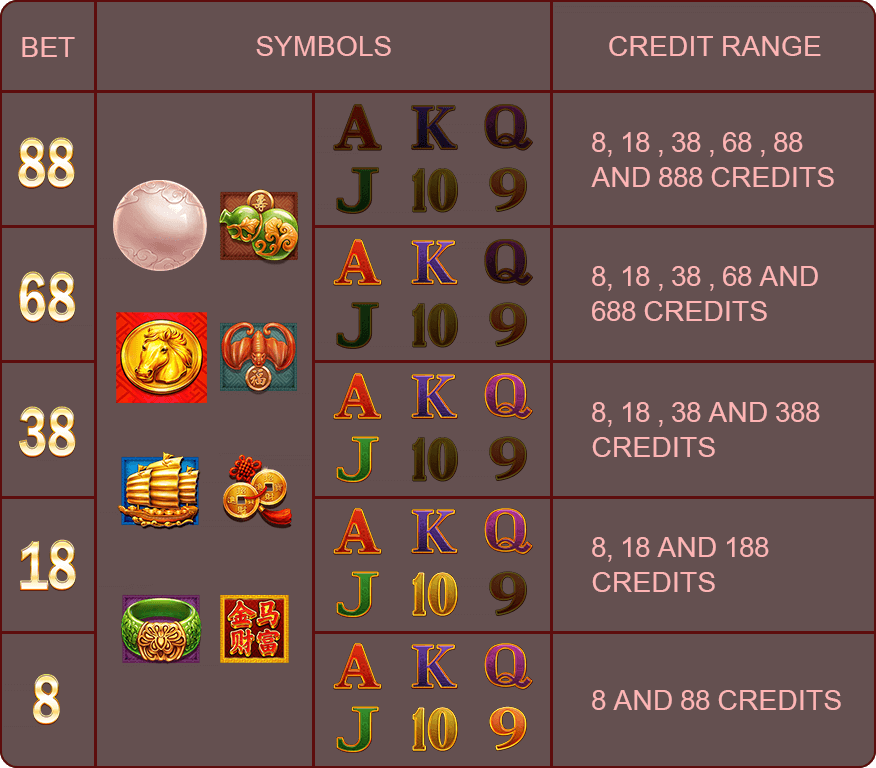 BET SYMBOLS CREDIT RANGE
88
A K Q
J 10 9
8, 18 , 38 , 68 , 88
AND 888 CREDITS
68
A K Q
J 10 9
8, 18 , 38 , 68 AND
688 CREDITS
福
38
A K Q
J 10 9
8, 18 , 38 AND 388
CREDITS
18
A K Q
J 10 9
8, 18 AND 188
CREDITS
金马
财富
8
A K Q
J 10 9
8 AND 88 CREDITS